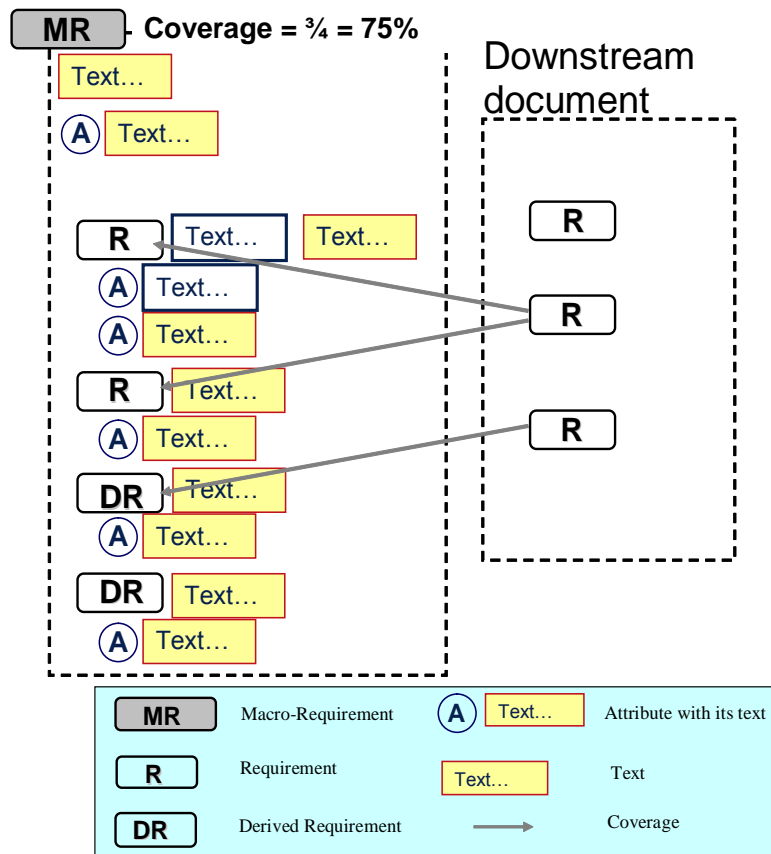 MR Coverage = ¾ = 75%
Downstream
document
Text...
A Text...
R
R Text... Text...
A Text...
R
A Text...
R Text...
R
A Text...
DR Text...
A Text...
DR Text...
A Text...
MR Macro-Requirement A Text... Attribute with its text
R Requirement Text... Text
DR Derived Requirement Coverage